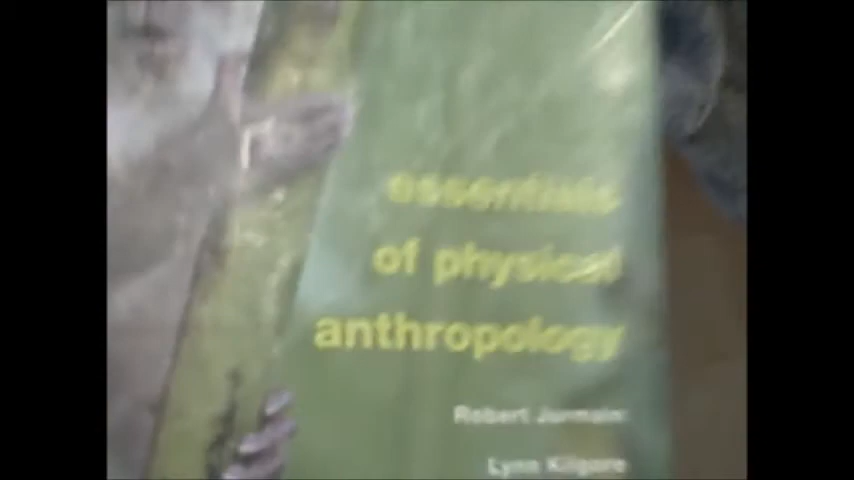 essentials
of physical
anthropology
Robert Jurmain
Lynn Kilgore